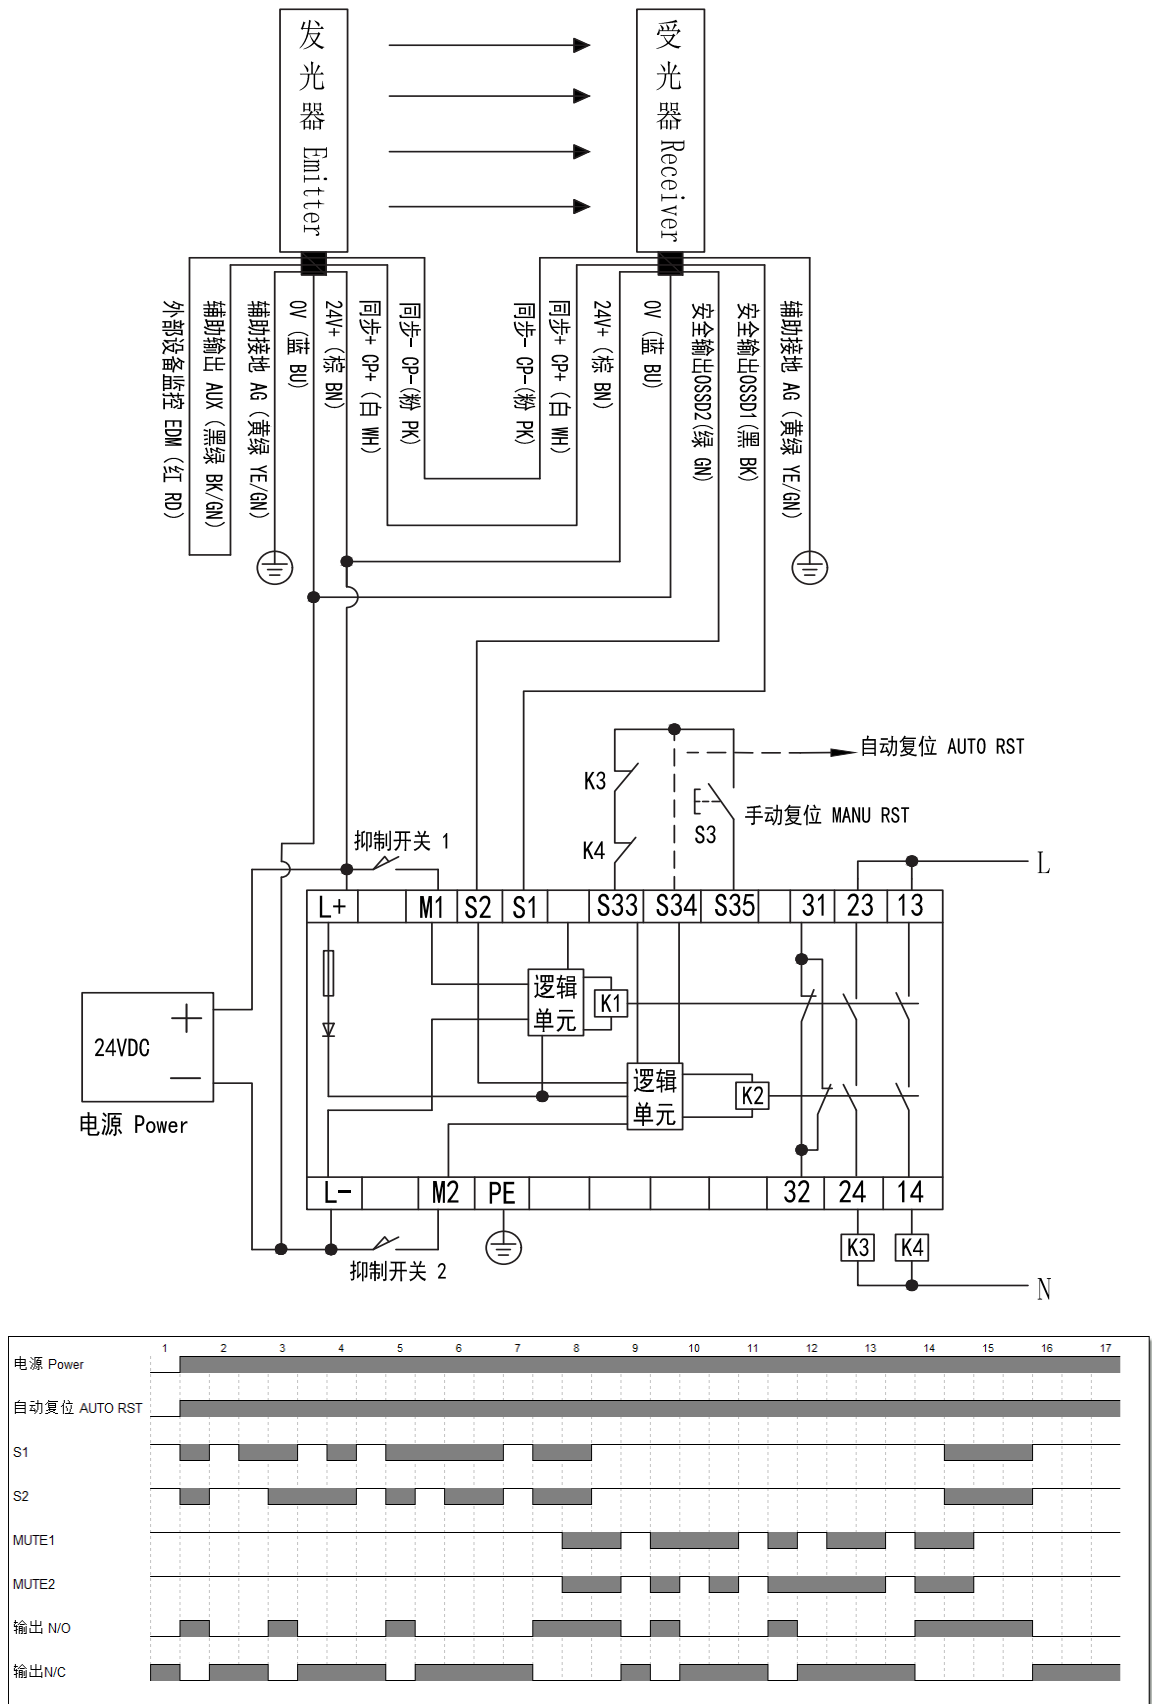 发光器 Emitter
受光器 Receiver
外部设备监控 EDM (红 RD)
辅助输出 AUX (黑绿 BK/GN)
辅助接地 AG (黄绿 YE/GN)
0V (蓝 BU)
24V+ (棕 BN)
同步+ CP+ (白 WH)
同步- CP-(粉 PK)
同步- CP-(粉 PK)
同步+ CP+ (白 WH)
24V+ (棕 BN)
0V (蓝 BU)
安全输出OSSD2(绿 GN)
安全输出OSSD1(黑 BK)
辅助接地 AG (黄绿 YE/GN)
自动复位 AUTO RST
K3
手动复位 MANU RST
S3
K4
抑制开关 1
L
L+ M1 S2 S1 S33 S34 S35 31 23 13
逻辑
单元
K1
24VDC
逻辑
单元
K2
电源 Power
L- M2 PE 32 24 14
K3 K4
抑制开关 2
N
1 2 3 4 5 6 7 8 9 10 11 12 13 14 15 16 17
电源 Power
自动复位 AUTO RST
S1
S2
MUTE1
MUTE2
输出 N/O
输出N/C